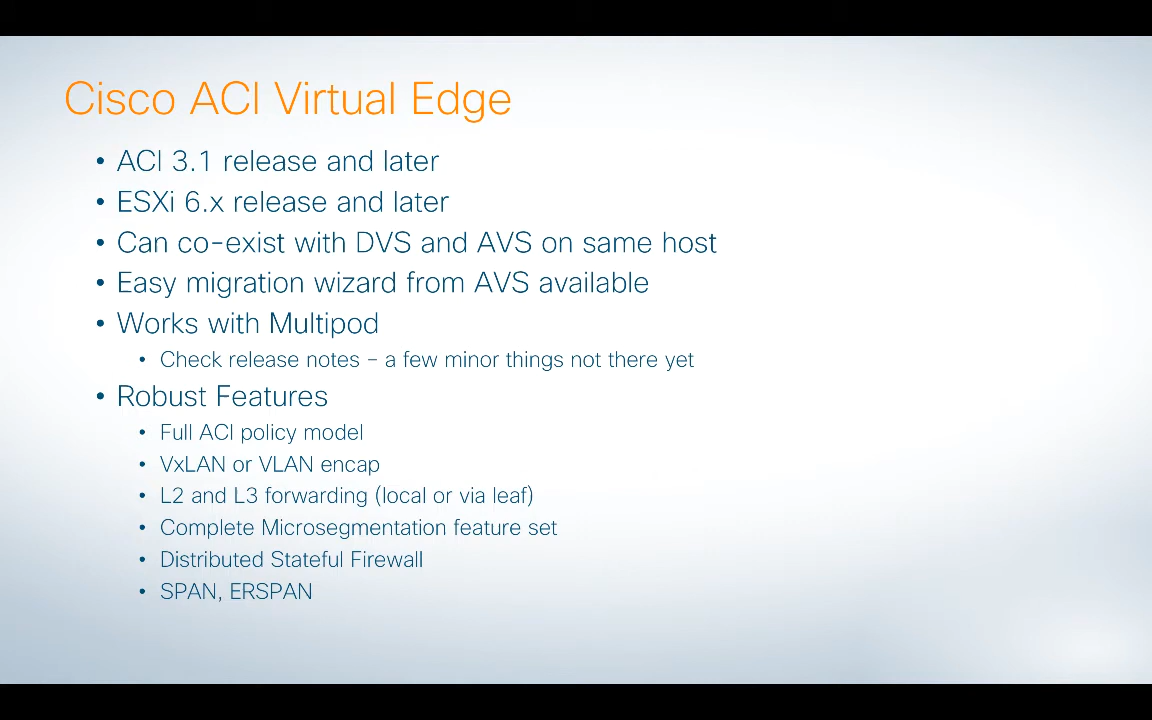 Cisco ACI Virtual Edge
• ACI 3.1 release and later
• ESXi 6.x release and later
• Can co-exist with DVS and AVS on same host
• Easy migration wizard from AVS available
• Works with Multipod
• Check release notes – a few minor things not there yet
• Robust Features
• Full ACI policy model
• VxLAN or VLAN encap
• L2 and L3 forwarding (local or via leaf)
• Complete Microsegmentation feature set
• Distributed Stateful Firewall
• SPAN, ERSPAN